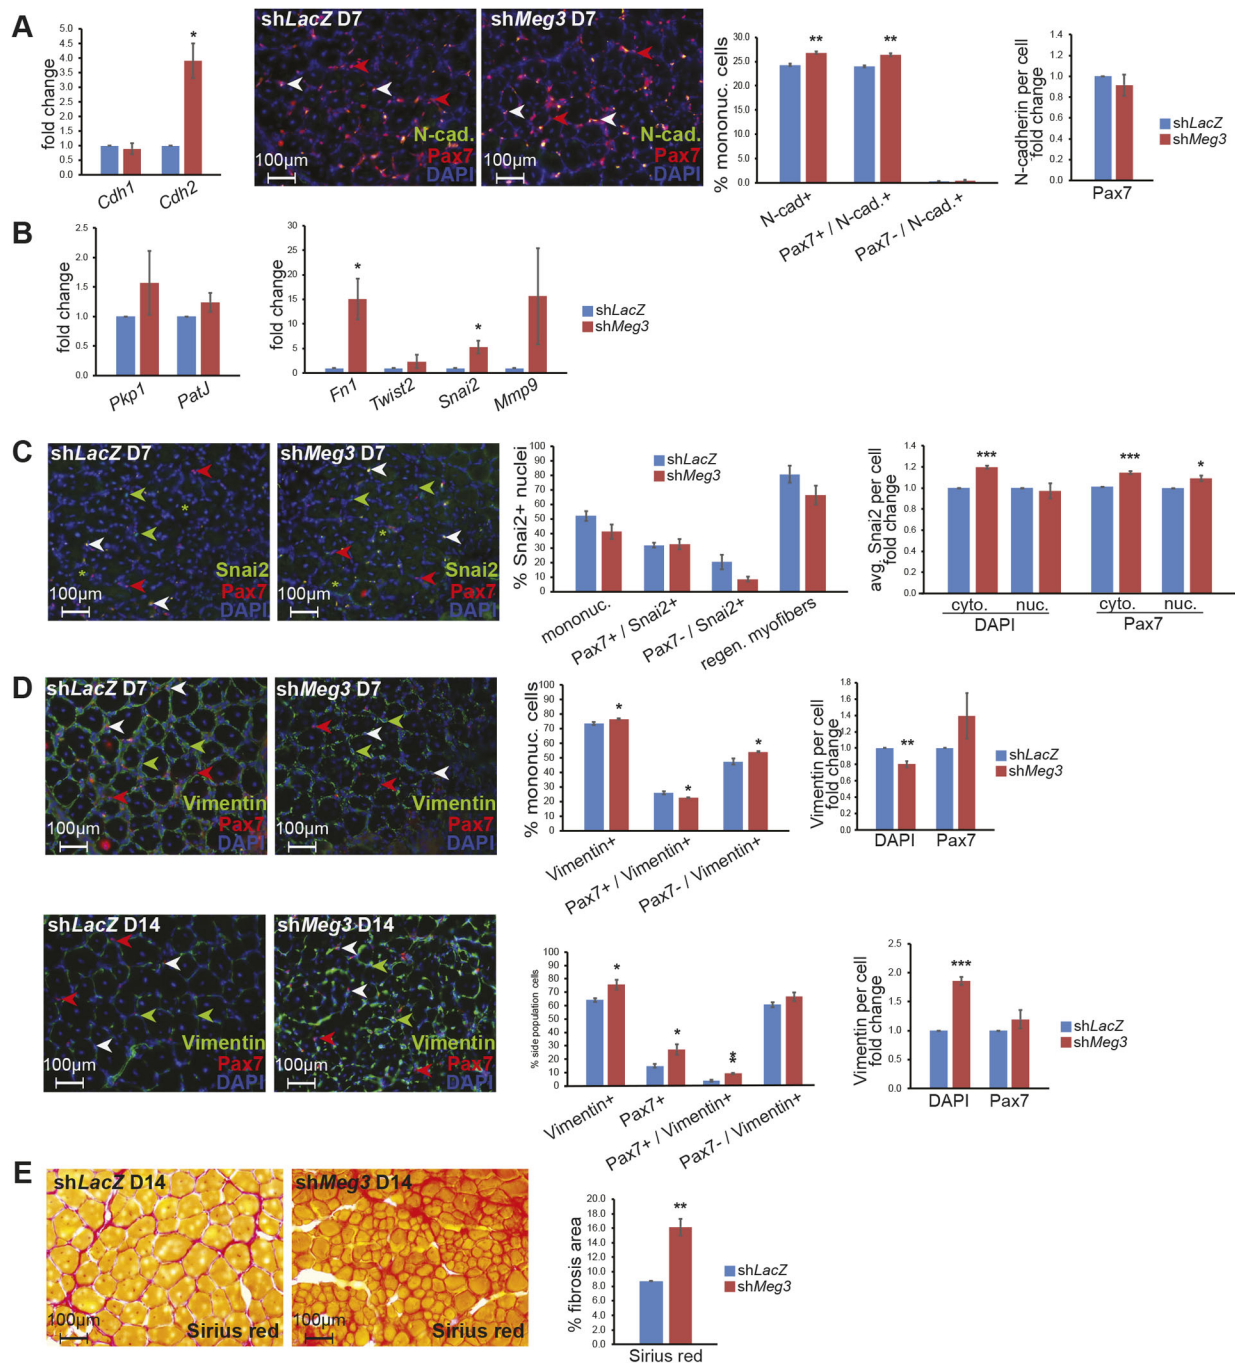 A
fold change
5.0
4.5
4.0
3.5
3.0
2.5
2.0
1.5
1.0
0.5
0.0
*
Cdh1
Cdh2
shLacZ D7
N-cad.
Pax7
DAPI
100µm
shMeg3 D7
N-cad.
Pax7
DAPI
100µm
% mononuc. cells
30.0
25.0
20.0
15.0
10.0
5.0
0.0
**
**
N-cad+
Pax7+ / N-cad.+
Pax7- / N-cad.+
N-cadherin per cell
fold change
1.4
1.2
1
0.8
0.6
0.4
0.2
0
Pax7
shLacZ
shMeg3
B
fold change
2.5
2.0
1.5
1.0
0.5
0.0
Pkp1
PatJ
fold change
30
25
20
15
10
5
0
*
*
Fn1
Twist2
Snai2
Mmp9
shLacZ
shMeg3
C
shLacZ D7
*
*
Snai2
Pax7
DAPI
100µm
shMeg3 D7
*
*
Snai2
Pax7
DAPI
100µm
% Snai2+ nuclei
100
90
80
70
60
50
40
30
20
10
0
shLacZ
shMeg3
mononuc.
Pax7+ / Snai2+
Pax7- / Snai2+
regen. myofibers
avg. Snai2 per cell
fold change
1.4
1.2
1
0.8
0.6
0.4
0.2
0.0
***
***
*
cyto. nuc.
cyto. nuc.
DAPI
Pax7
shLacZ
shMeg3
D
shLacZ D7
Vimentin
Pax7
DAPI
100µm
shMeg3 D7
Vimentin
Pax7
DAPI
100µm
% mononuc. cells
100
90
80
70
60
50
40
30
20
10
0
*
*
*
Vimentin+
Pax7+ / Vimentin+
Pax7- / Vimentin+
Vimentin per cell
fold change
1.8
1.6
1.4
1.2
1.0
0.8
0.6
0.4
0.2
0.0
**
DAPI
Pax7
shLacZ
shMeg3
shLacZ D14
Vimentin
Pax7
DAPI
100µm
shMeg3 D14
Vimentin
Pax7
DAPI
100µm
% side population cells
100
90
80
70
60
50
40
30
20
10
0
*
*
**
Vimentin+
Pax7+
Pax7+ / Vimentin+
Pax7- / Vimentin+
Vimentin per cell
fold change
2.5
2.0
1.5
1.0
0.5
0.0
***
DAPI
Pax7
shLacZ
shMeg3
E
shLacZ D14
100µm
Sirius red
shMeg3 D14
100µm
Sirius red
% fibrosis area
20.0
18.0
16.0
14.0
12.0
10.0
8.0
6.0
4.0
2.0
0.0
**
Sirius red
shLacZ
shMeg3